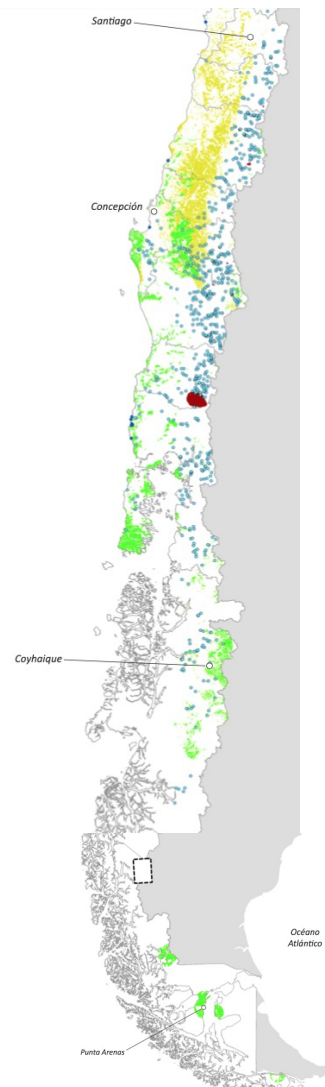 Santiago
Concepción
Coyhaique
Océano
Atlántico
Punta Arenas